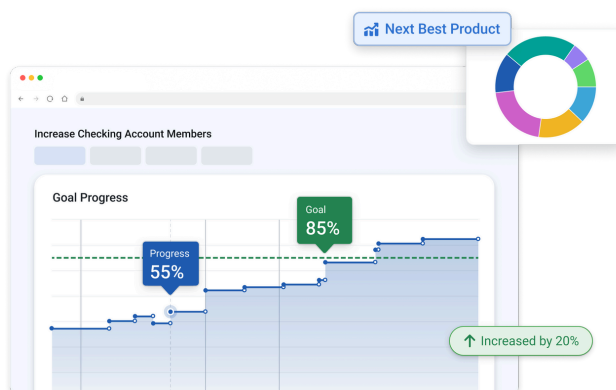 Next Best Product
Increase Checking Account Members
Goal Progress
Goal
85%
Progress
55%
Increased by 20%